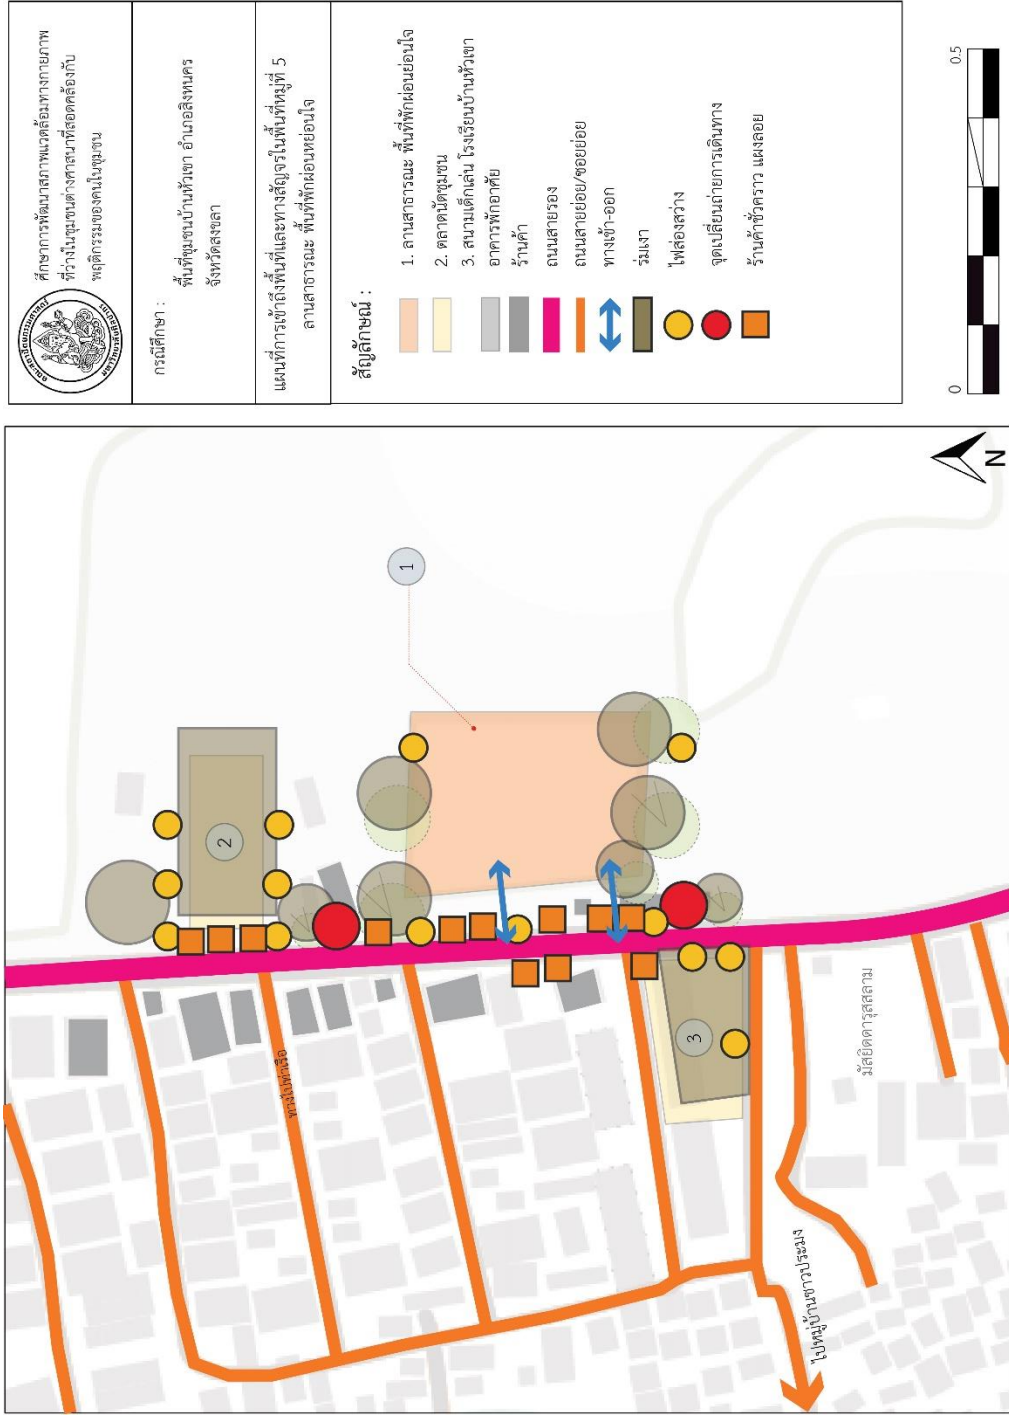 ศึกษาการพัฒนาสภาพแวดล้อมทางกายภาพ
ที่ว่างในชุมชนต่างศาสนาที่สอดคล้องกับ
พฤติกรรมของคนในชุมชน
กรณีศึกษา :
พื้นที่ชุมชนบ้านหัวเขา อำเภอสิงหนคร
จังหวัดสงขลา
แผนที่การเข้าถึงพื้นที่และทางสัญจรในพื้นที่หมู่ที่ 5
ลานสาธารณะ พื้นที่พักผ่อนหย่อนใจ
สัญลักษณ์ :
1. ลานสาธารณะ พื้นที่พักผ่อนย่อนใจ
2. ตลาดนัดชุมชน
3. สนามเด็กเล่น โรงเรียนบ้านหัวเขา
อาคารพักอาศัย
ร้านค้า
ถนนสายรอง
ถนนสายย่อย/ซอยย่อย
ทางเข้า-ออก
ร่มเงา
ไฟส่องสว่าง
จุดเปลี่ยนถ่ายการเดินทาง
ร้านค้าชั่วคราว แผงลอย
0
0.5
N
1
2
3
ทางไปท่าเรือ
มัสยิดดารุสสลาม
ไปหมู่บ้านชาวประมง